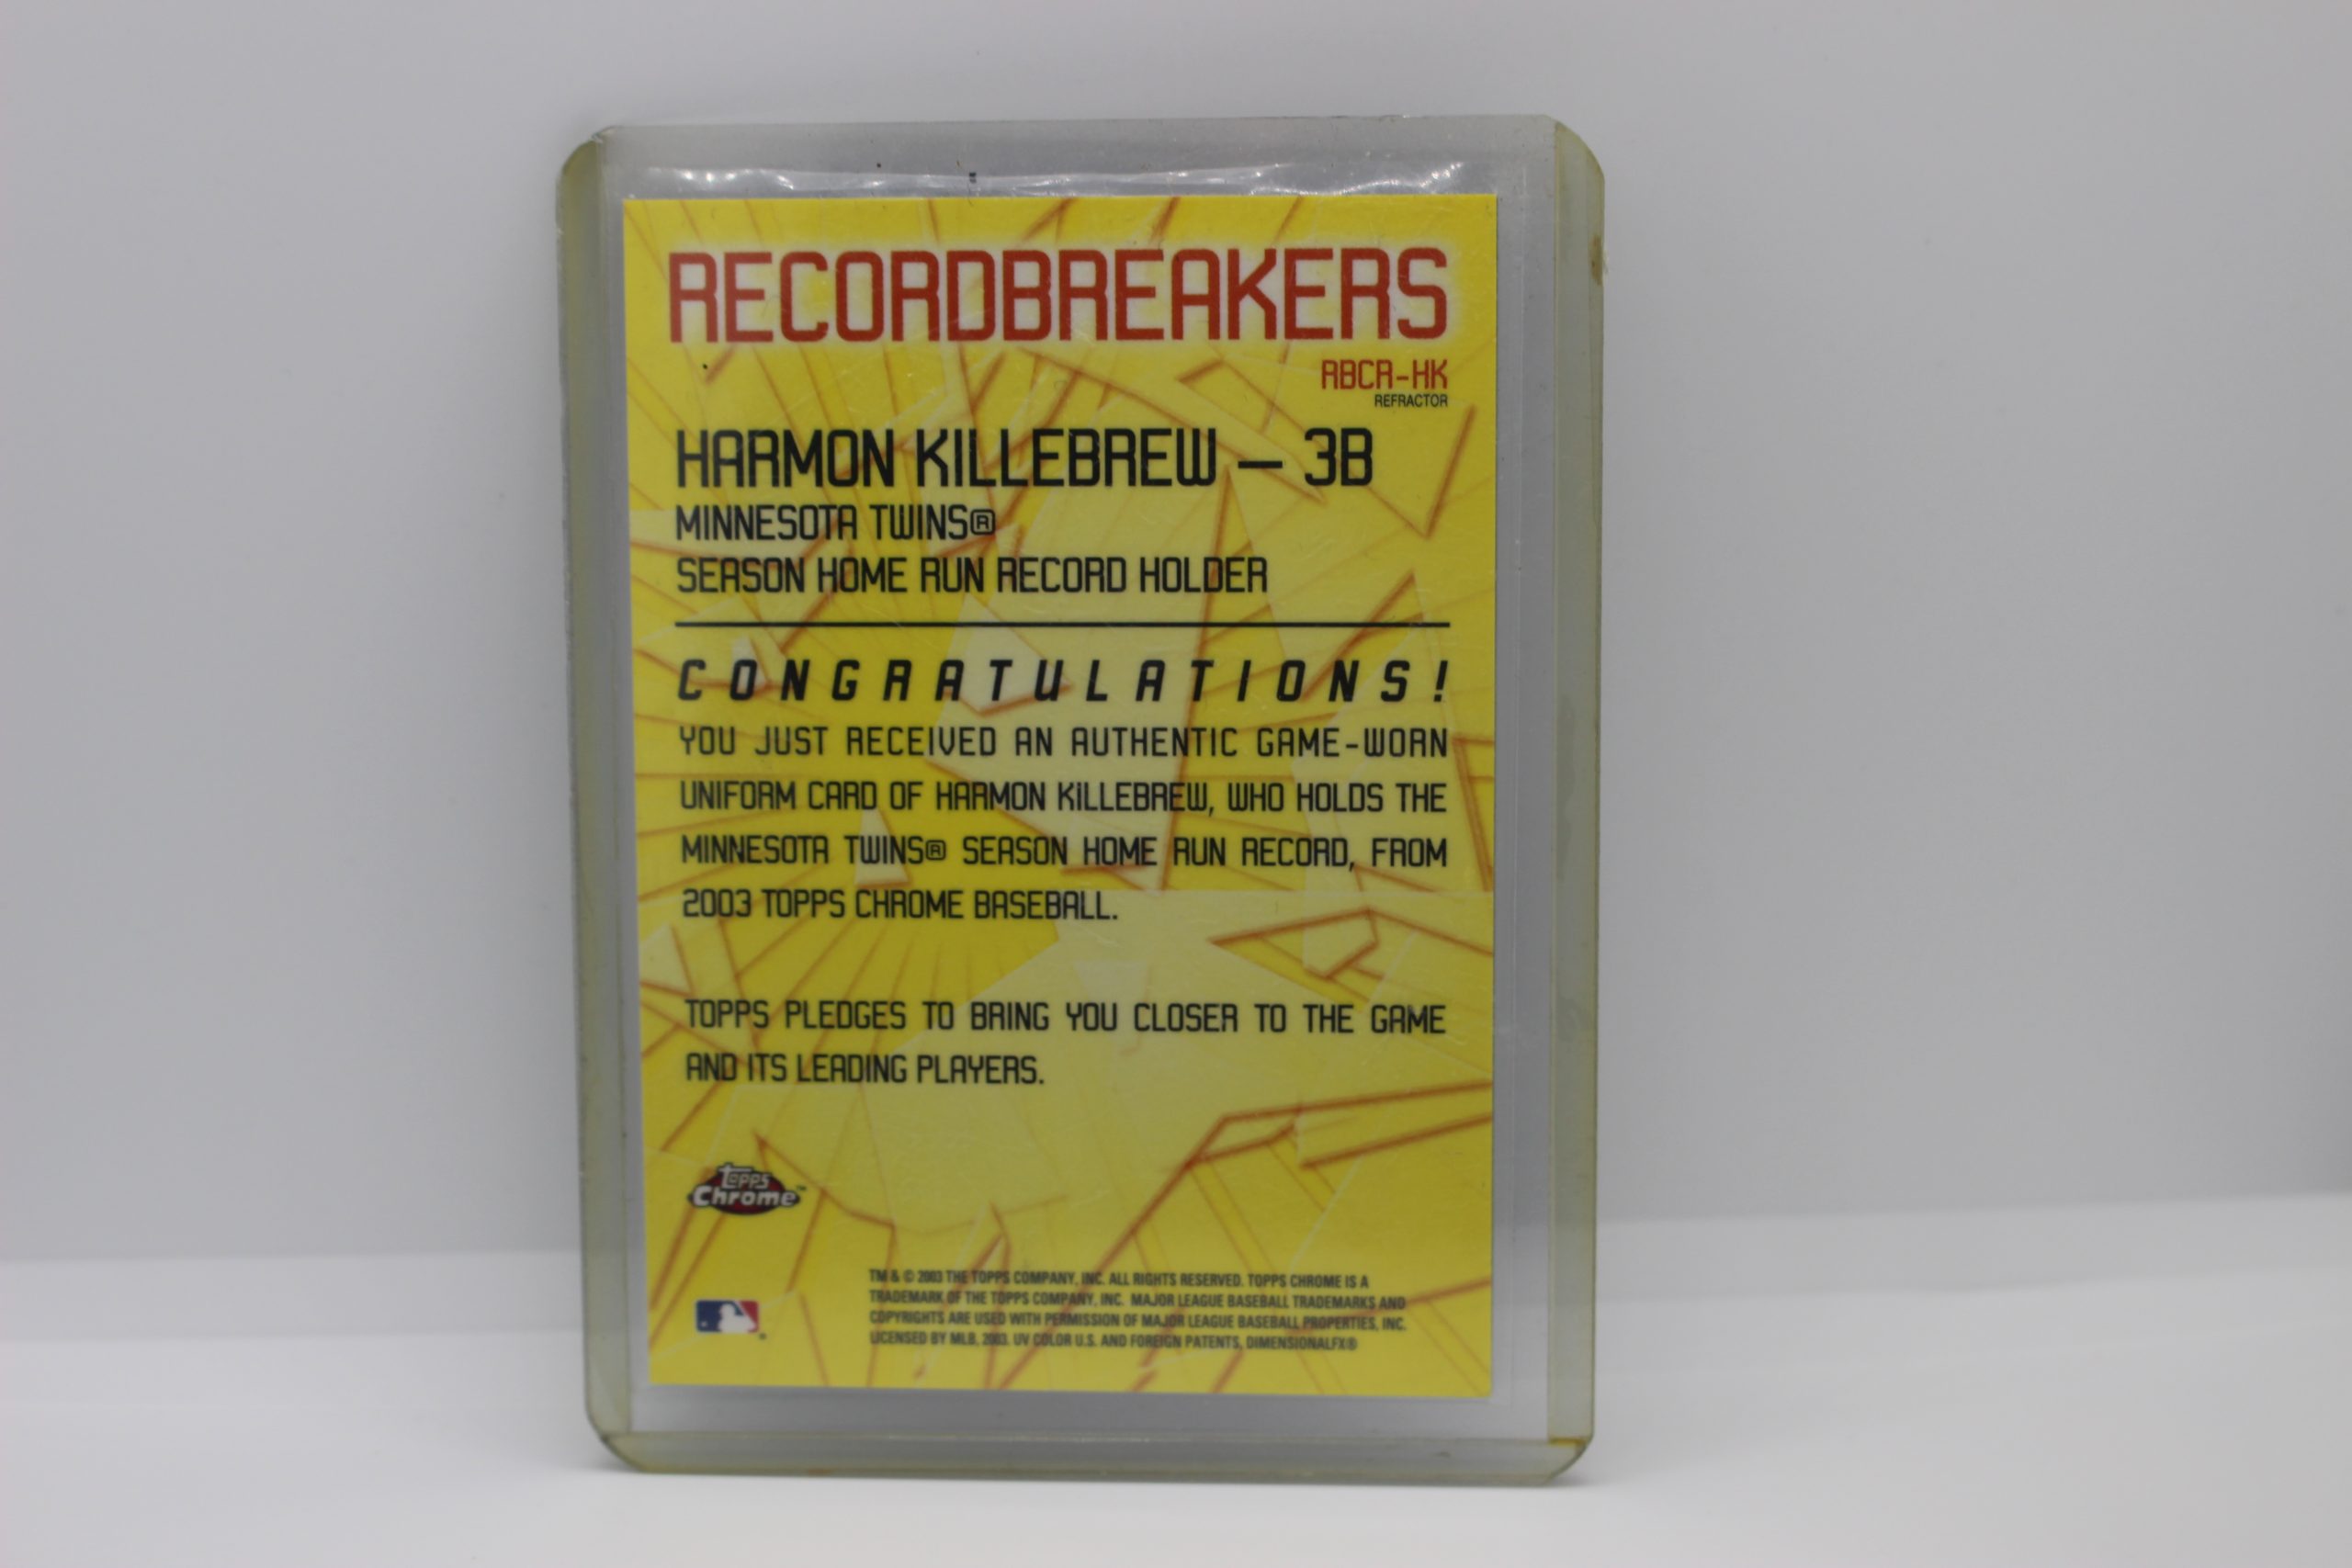 RECORDBREAKERS
RBCR-HK
REFRACTOR
HARMON KILLEBREW — 3B
MINNESOTA TWINS®
SEASON HOME RUN RECORD HOLDER
CONGRATULATIONS!
YOU JUST RECEIVED AN AUTHENTIC GAME-WORN
UNIFORM CARD OF HARMON KILLEBREW, WHO HOLDS THE
MINNESOTA TWINS® SEASON HOME RUN RECORD, FROM
2003 TOPPS CHROME BASEBALL.
TOPPS PLEDGES TO BRING YOU CLOSER TO THE GAME
AND ITS LEADING PLAYERS.
TOPPS
Chrome™
TM & © 2003 THE TOPPS COMPANY, INC. ALL RIGHTS RESERVED. TOPPS CHROME IS A
TRADEMARK OF THE TOPPS COMPANY, INC. MAJOR LEAGUE BASEBALL TRADEMARKS AND
COPYRIGHTS ARE USED WITH PERMISSION OF MAJOR LEAGUE BASEBALL PROPERTIES, INC.
LICENSED BY MLB, 2003. UV COLOR U.S. AND FOREIGN PATENTS, DIMENSIONALFX®